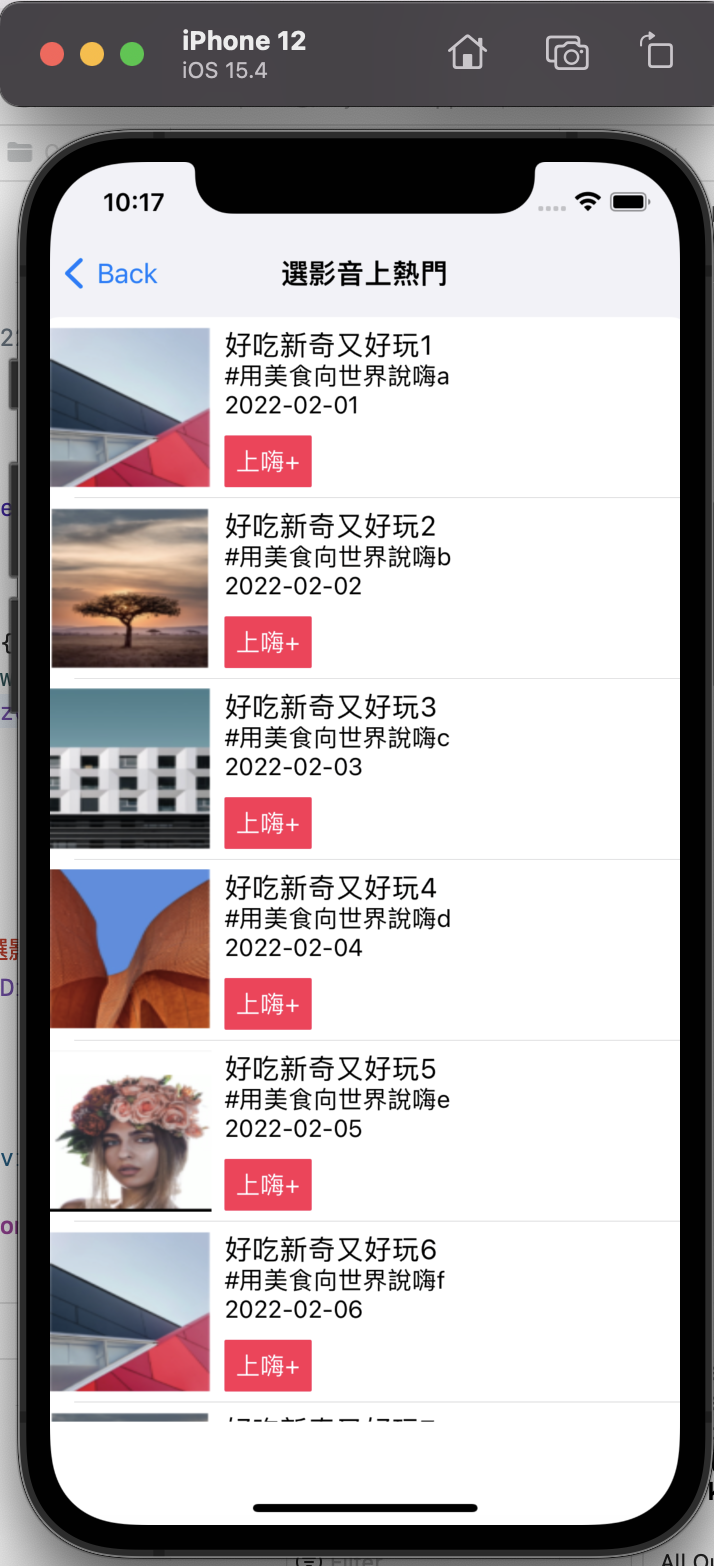 iPhone 12
iOS 15.4
10:17
Back
選影音上熱門
好吃新奇又好玩1
#用美食向世界說嗨a
2022-02-01
上嗨+
好吃新奇又好玩2
#用美食向世界說嗨b
2022-02-02
上嗨+
好吃新奇又好玩3
#用美食向世界說嗨c
2022-02-03
上嗨+
好吃新奇又好玩4
#用美食向世界說嗨d
2022-02-04
上嗨+
好吃新奇又好玩5
#用美食向世界說嗨e
2022-02-05
上嗨+
好吃新奇又好玩6
#用美食向世界說嗨f
2022-02-06
上嗨+
Filter